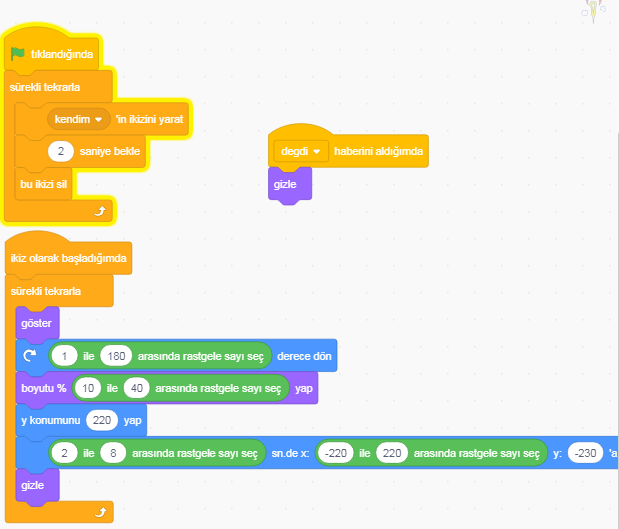 tıklandığında
sürekli tekrarla
kendim 'in ikizini yarat
2 saniye bekle
bu ikizi sil
degdi haberini aldığımda
gizle
ikiz olarak başladığımda
sürekli tekrarla
göster
1 ile 180 arasında rastgele sayı seç derece dön
boyutu % 10 ile 40 arasında rastgele sayı seç yap
y konumunu 220 yap
2 ile 8 arasında rastgele sayı seç sn.de x: -220 ile 220 arasında rastgele sayı seç y: -230 'a
gizle